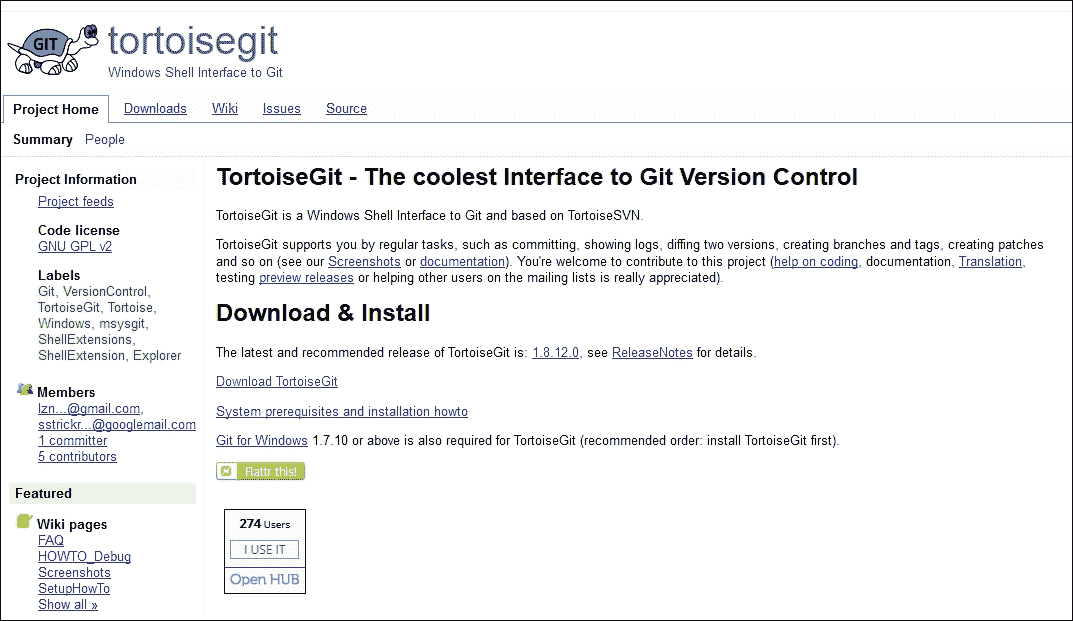 GIT
tortoisegit
Windows Shell Interface to Git
Project Home Downloads Wiki Issues Source
Summary People
Project Information
Project feeds
Code license
GNU GPL v2
Labels
Git, VersionControl,
TortoiseGit, Tortoise,
Windows, msysgit,
ShellExtensions,
ShellExtension, Explorer
Members
lzn...@gmail.com,
sstrickr...@googlemail.com
1 committer
5 contributors
Featured
Wiki pages
FAQ
HOWTO_Debug
Screenshots
SetupHowTo
Show all »
TortoiseGit - The coolest Interface to Git Version Control
TortoiseGit is a Windows Shell Interface to Git and based on TortoiseSVN.
TortoiseGit supports you by regular tasks, such as committing, showing logs, diffing two versions, creating branches and tags, creating patches
and so on (see our Screenshots or documentation). You're welcome to contribute to this project (help on coding, documentation, Translation,
testing preview releases or helping other users on the mailing lists is really appreciated).
Download & Install
The latest and recommended release of TortoiseGit is: 1.8.12.0, see ReleaseNotes for details.
Download TortoiseGit
System prerequisites and installation howto
Git for Windows 1.7.10 or above is also required for TortoiseGit (recommended order: install TortoiseGit first).
Flattr this!
274 Users
I USE IT
Open HUB